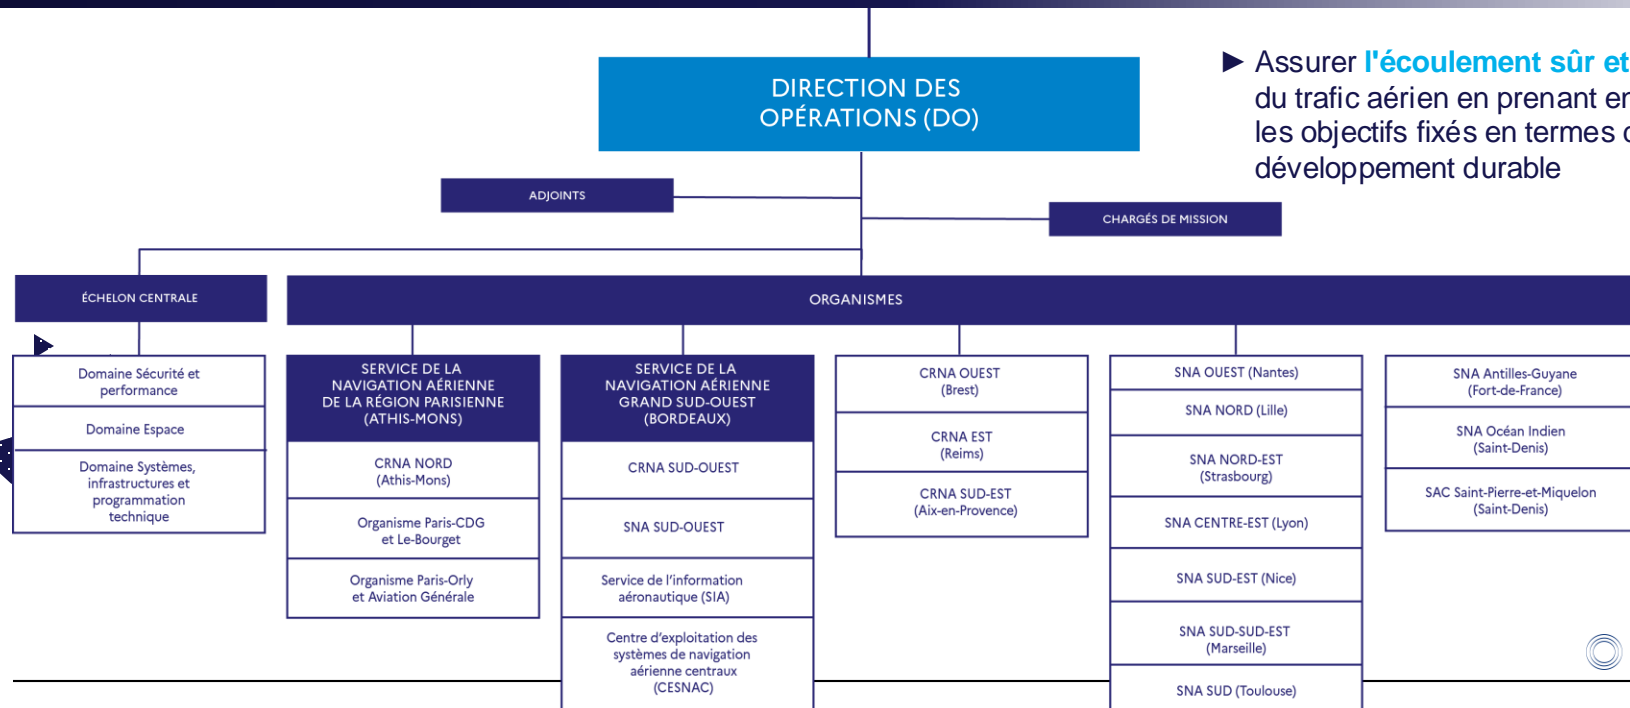 DIRECTION DES
OPÉRATIONS (DO)
► Assurer l'écoulement sûr et
du trafic aérien en prenant en
les objectifs fixés en termes
développement durable
ADJOINTS
CHARGÉS DE MISSION
ÉCHELON CENTRALE
ORGANISMES
Domaine Sécurité et
performance
Domaine Espace
Domaine Systèmes,
infrastructures et
programmation
technique
SERVICE DE LA
NAVIGATION AÉRIENNE
DE LA RÉGION PARISIENNE
(ATHIS-MONS)
CRNA NORD
(Athis-Mons)
Organisme Paris-CDG
et Le-Bourget
Organisme Paris-Orly
et Aviation Générale
SERVICE DE LA
NAVIGATION AÉRIENNE
GRAND SUD-OUEST
(BORDEAUX)
CRNA SUD-OUEST
SNA SUD-OUEST
Service de l'information
aéronautique (SIA)
Centre d'exploitation des
systèmes de navigation
aérienne centraux
(CESNAC)
CRNA OUEST
(Brest)
CRNA EST
(Reims)
CRNA SUD-EST
(Aix-en-Provence)
SNA OUEST (Nantes)
SNA NORD (Lille)
SNA NORD-EST
(Strasbourg)
SNA CENTRE-EST (Lyon)
SNA SUD-EST (Nice)
SNA SUD-SUD-EST
(Marseille)
SNA SUD (Toulouse)
SNA Antilles-Guyane
(Fort-de-France)
SNA Océan Indien
(Saint-Denis)
SAC Saint-Pierre-et-Miquelon
(Saint-Denis)